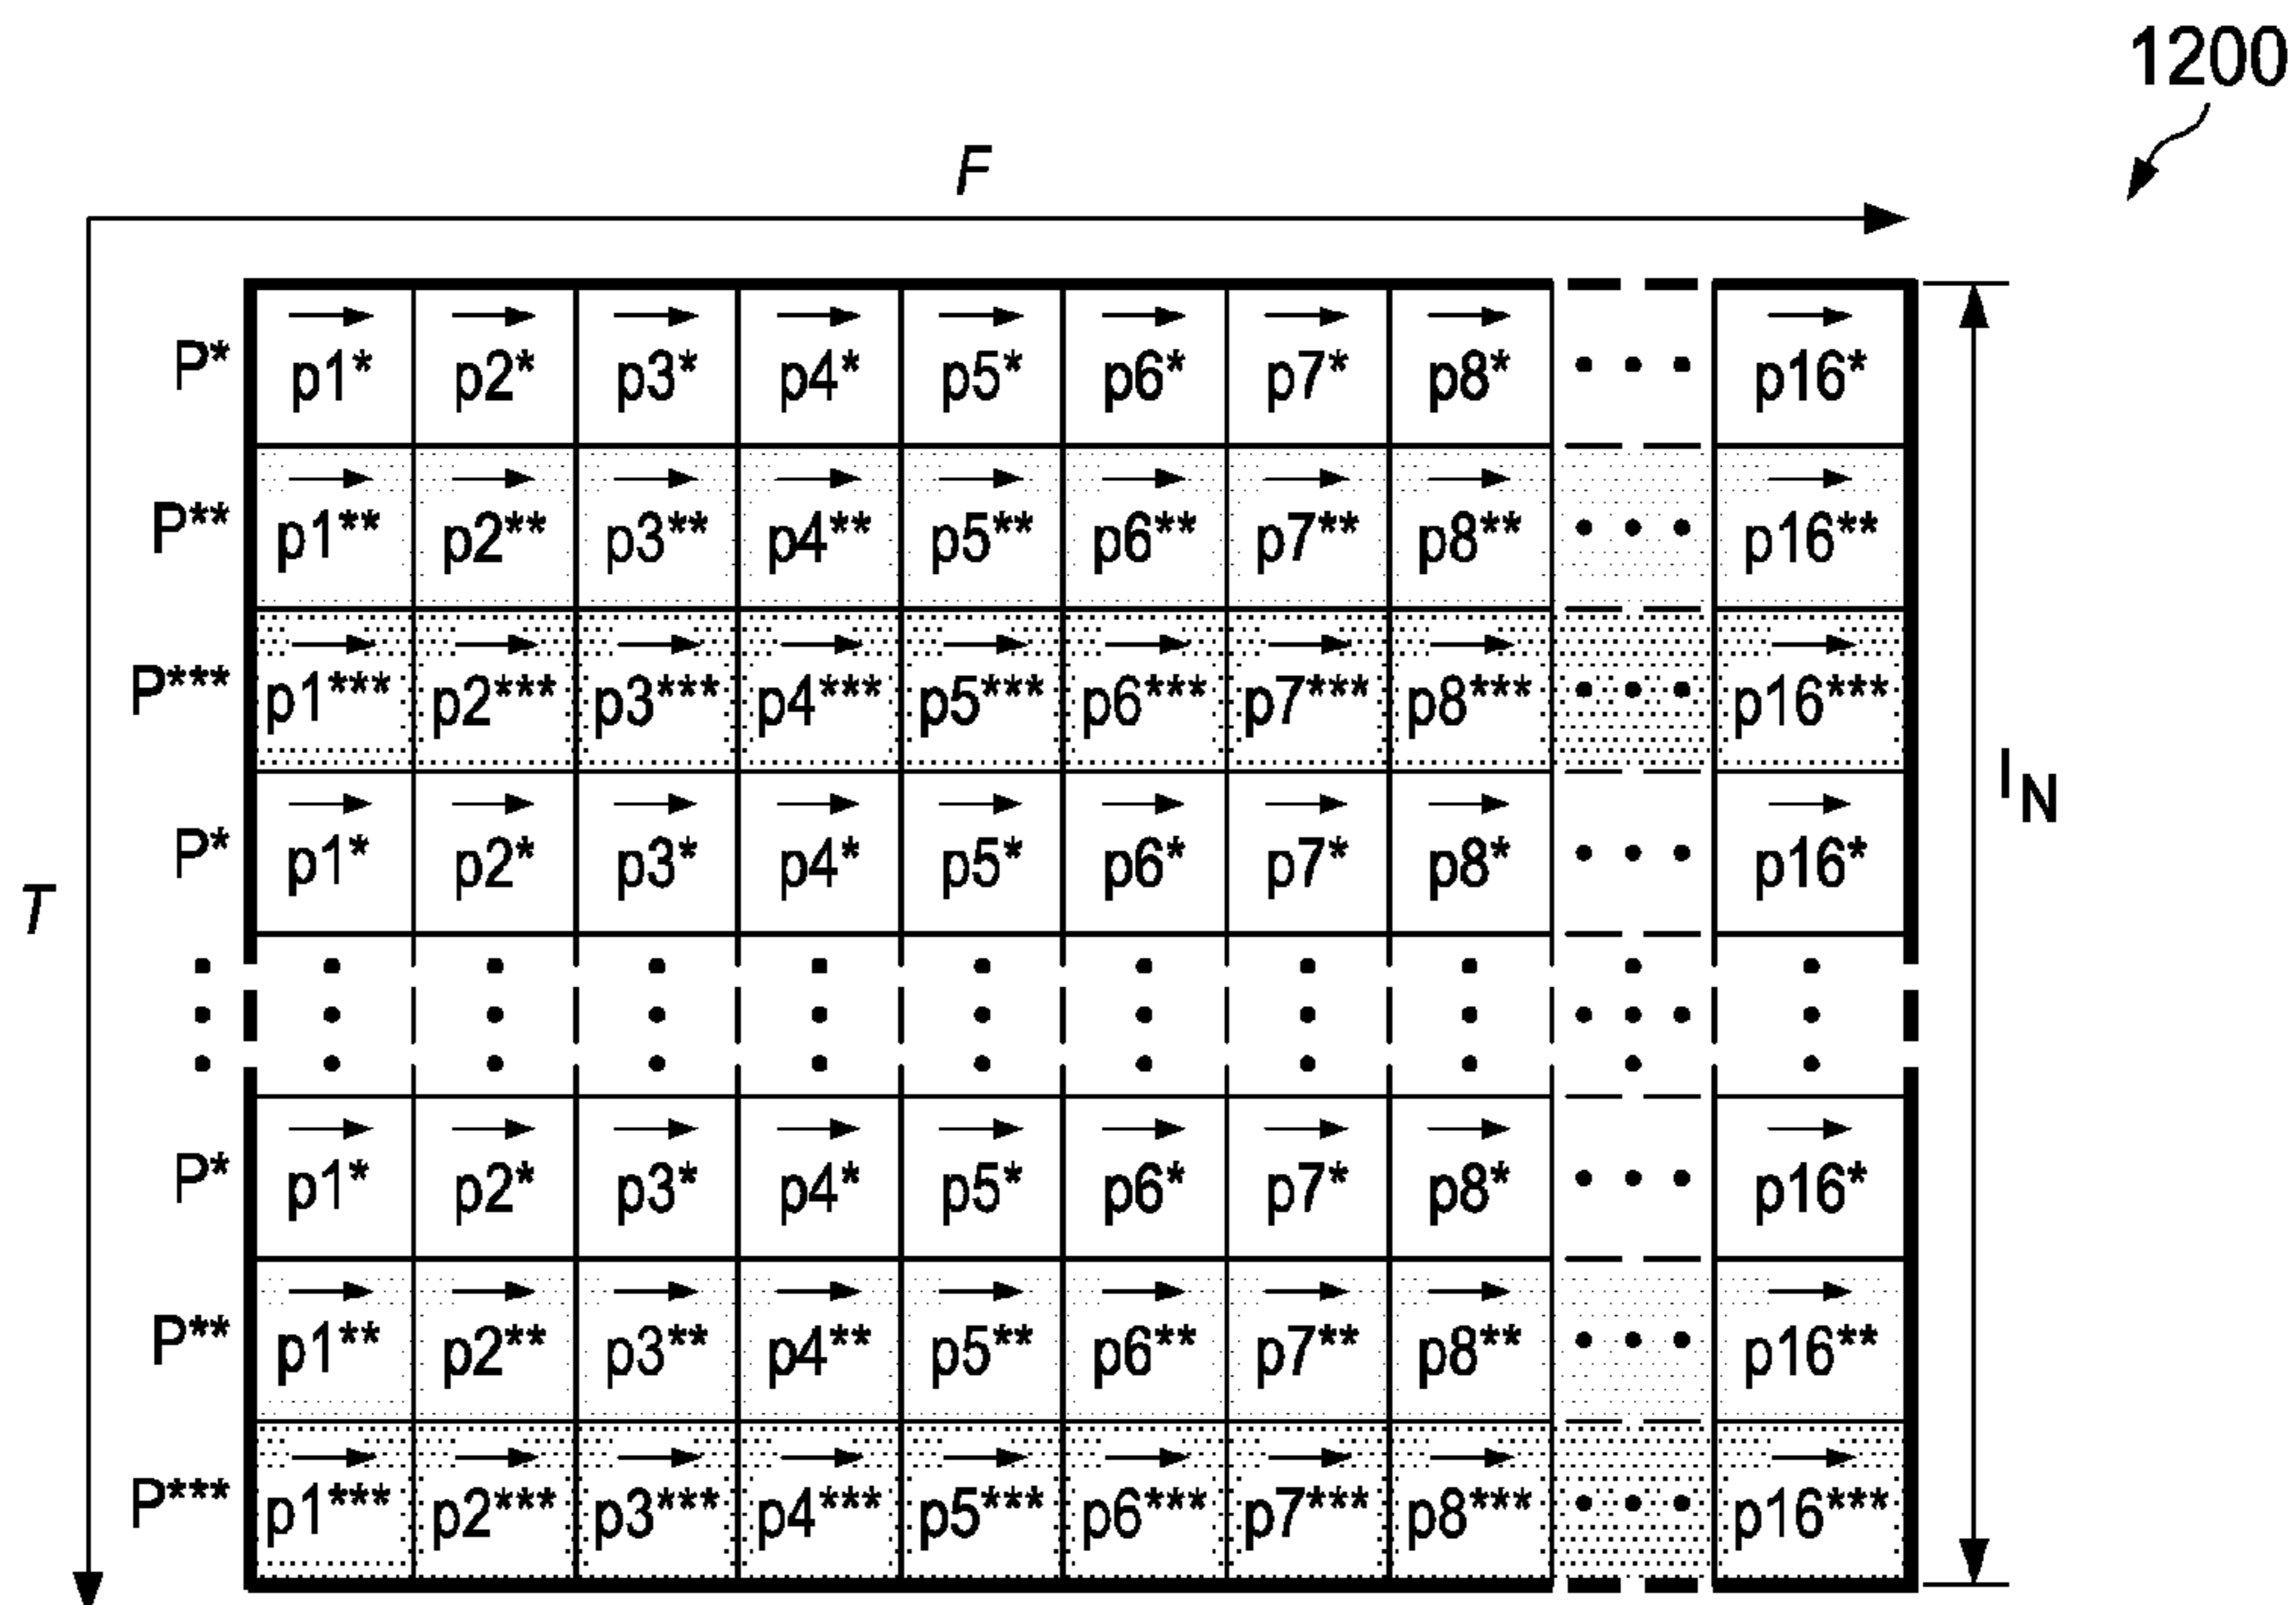 1200
F
P* p1* p2* p3* p4* p5* p6* p7* p8* • • • p16*
P** p1** p2** p3** p4** p5** p6** p7** p8** • • • p16**
P*** p1*** p2*** p3*** p4*** p5*** p6*** p7*** p8*** • • • p16***
P* p1* p2* p3* p4* p5* p6* p7* p8* • • • p16*
T
I_N
P* p1* p2* p3* p4* p5* p6* p7* p8* • • • p16*
P** p1** p2** p3** p4** p5** p6** p7** p8** • • • p16**
P*** p1*** p2*** p3*** p4*** p5*** p6*** p7*** p8*** • • • p16***